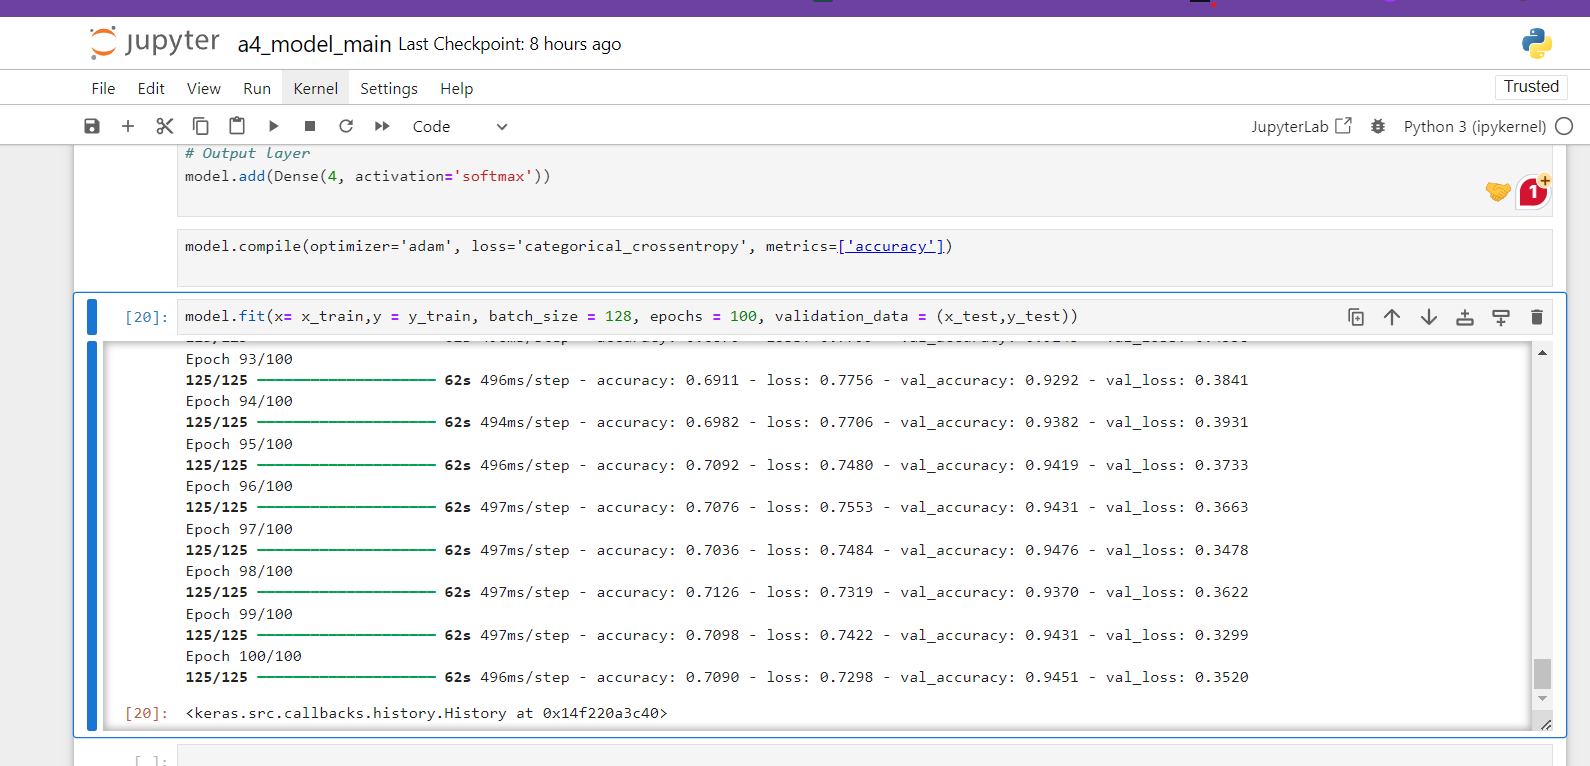 jupyter a4_model_main Last Checkpoint: 8 hours ago
File Edit View Run Kernel Settings Help Trusted
Code JupyterLab Python 3 (ipykernel)
# Output layer
model.add(Dense(4, activation='softmax'))
1
model.compile(optimizer='adam', loss='categorical_crossentropy', metrics=['accuracy'])
[20]: model.fit(x= x_train,y = y_train, batch_size = 128, epochs = 100, validation_data = (x_test,y_test))
Epoch 93/100
125/125 62s 496ms/step - accuracy: 0.6911 - loss: 0.7756 - val_accuracy: 0.9292 - val_loss: 0.3841
Epoch 94/100
125/125 62s 494ms/step - accuracy: 0.6982 - loss: 0.7706 - val_accuracy: 0.9382 - val_loss: 0.3931
Epoch 95/100
125/125 62s 496ms/step - accuracy: 0.7092 - loss: 0.7480 - val_accuracy: 0.9419 - val_loss: 0.3733
Epoch 96/100
125/125 62s 497ms/step - accuracy: 0.7076 - loss: 0.7553 - val_accuracy: 0.9431 - val_loss: 0.3663
Epoch 97/100
125/125 62s 497ms/step - accuracy: 0.7036 - loss: 0.7484 - val_accuracy: 0.9476 - val_loss: 0.3478
Epoch 98/100
125/125 62s 497ms/step - accuracy: 0.7126 - loss: 0.7319 - val_accuracy: 0.9370 - val_loss: 0.3622
Epoch 99/100
125/125 62s 497ms/step - accuracy: 0.7098 - loss: 0.7422 - val_accuracy: 0.9431 - val_loss: 0.3299
Epoch 100/100
125/125 62s 496ms/step - accuracy: 0.7090 - loss: 0.7298 - val_accuracy: 0.9451 - val_loss: 0.3520
[20]: <keras.src.callbacks.history.History at 0x14f220a3c40>
[ ]: